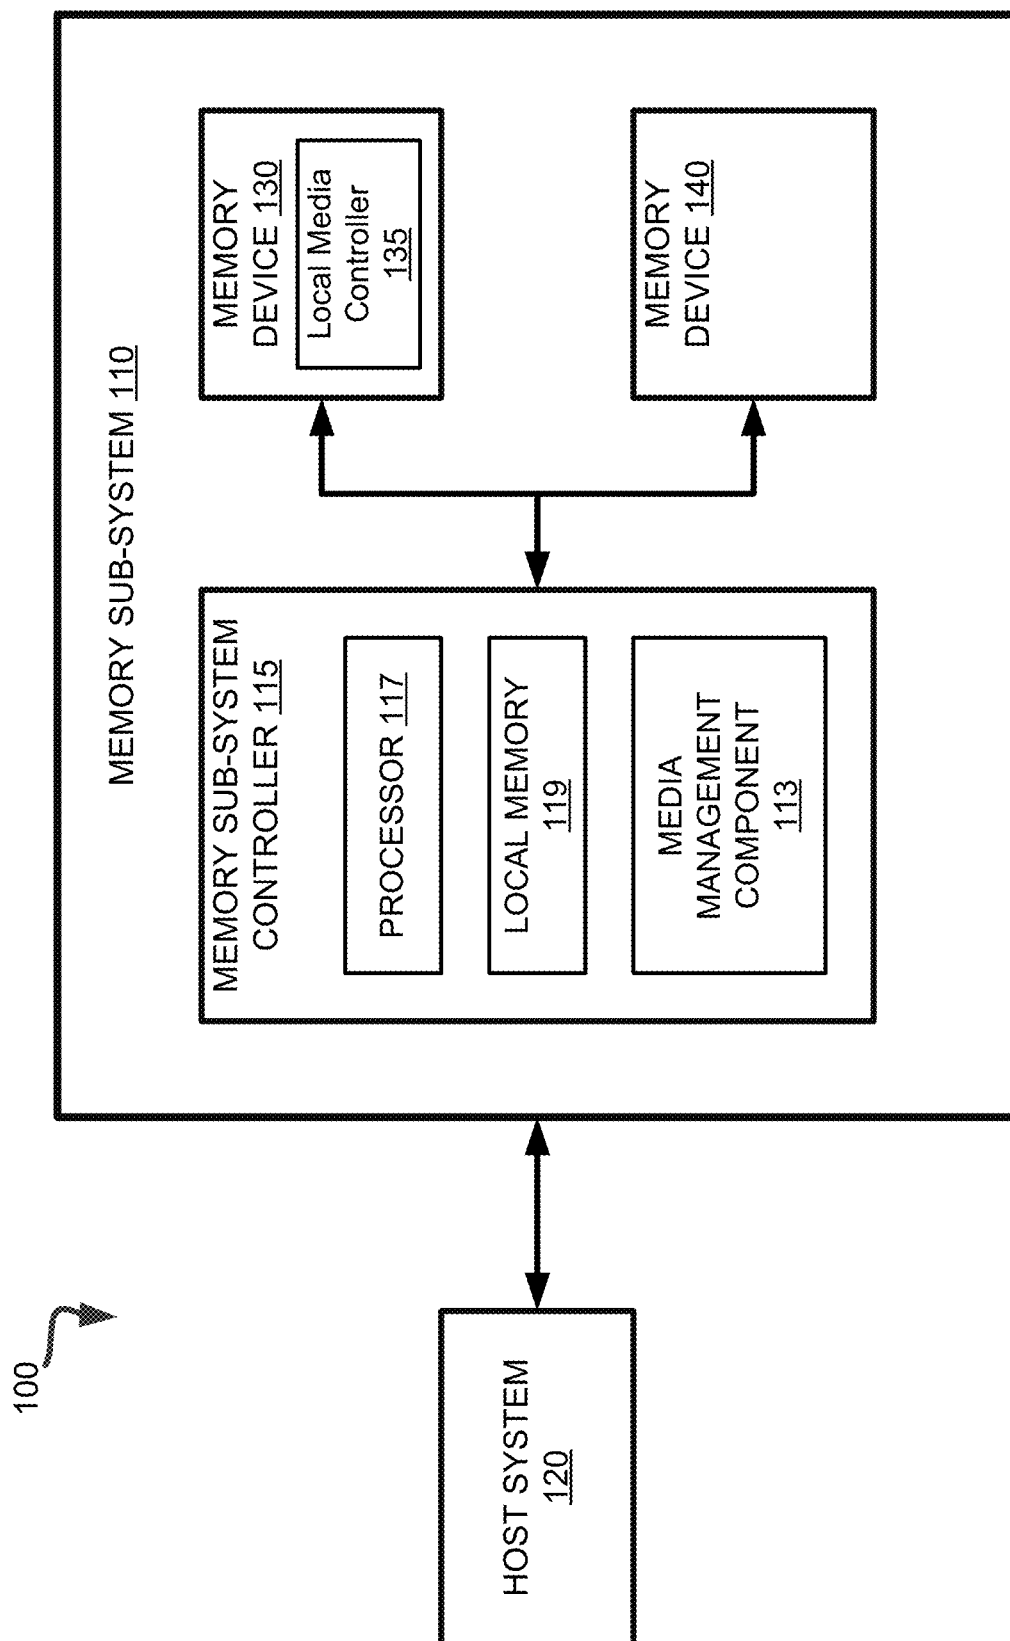 100
HOST SYSTEM
120
MEMORY SUB-SYSTEM 110
MEMORY SUB-SYSTEM
CONTROLLER 115
PROCESSOR 117
LOCAL MEMORY
119
MEDIA
MANAGEMENT
COMPONENT
113
MEMORY
DEVICE 130
Local Media
Controller
135
MEMORY
DEVICE 140